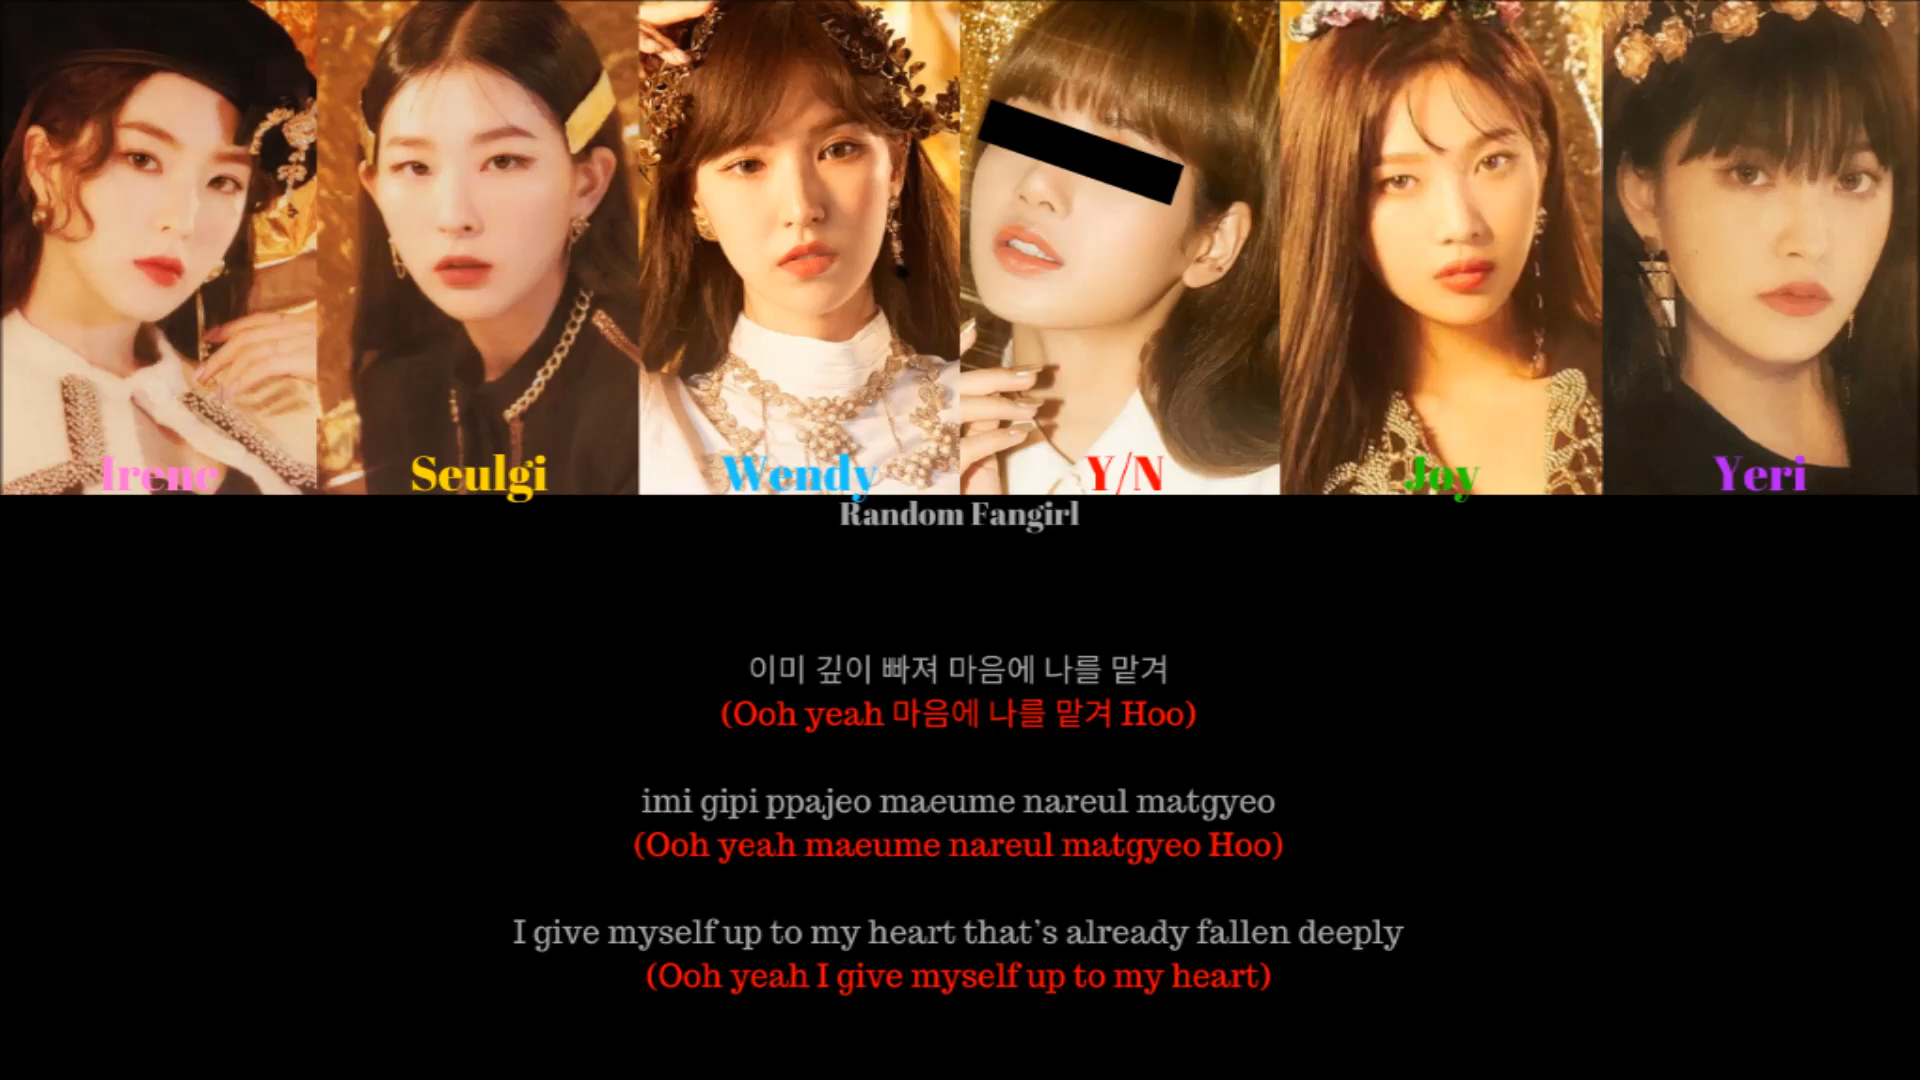 Irene
Seulgi
Wendy
Y/N
Joy
Yeri
Random Fangirl
이미 깊이 빠져 마음에 나를 맡겨
(Ooh yeah 마음에 나를 맡겨 Hoo)
imi gipi ppajeo maeume nareul matgyeo
(Ooh yeah maeume nareul matgyeo Hoo)
I give myself up to my heart that's already fallen deeply
(Ooh yeah I give myself up to my heart)